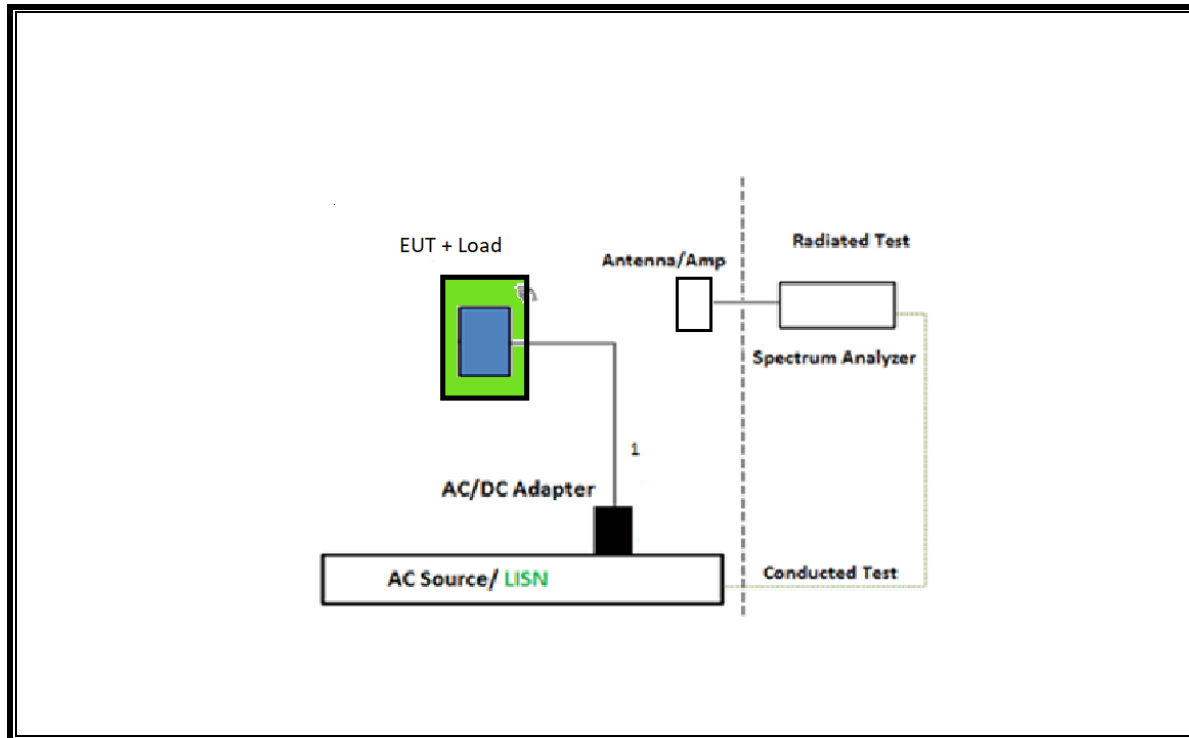 EUT + Load
Radiated Test
Antenna/Amp
Spectrum Analyzer
1
AC/DC Adapter
AC Source/ LISN
Conducted Test